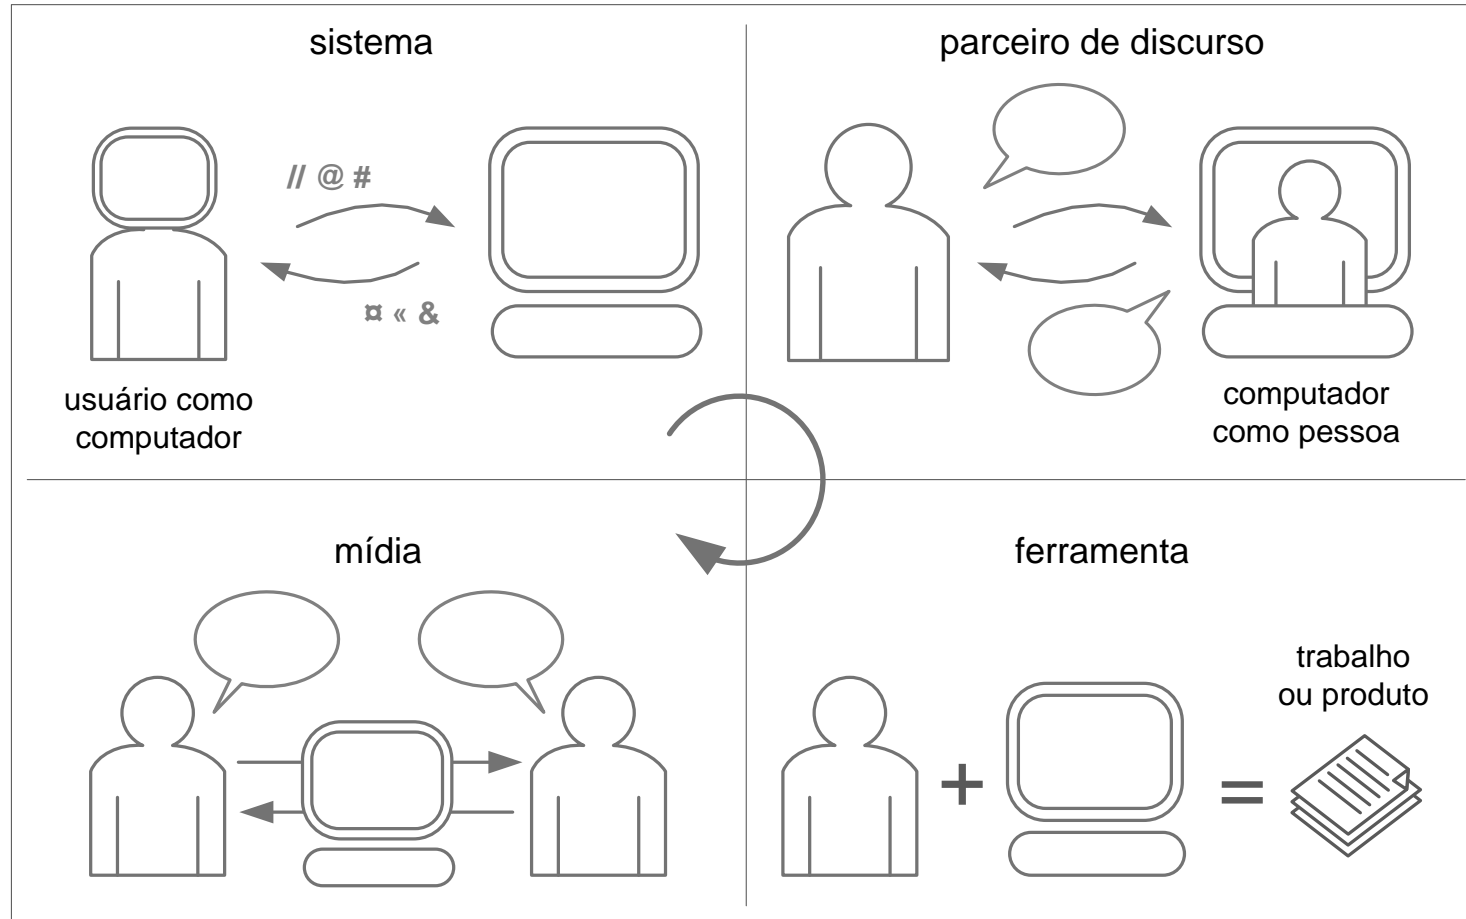 sistema
parceiro de discurso
// @ #
¤ « &
usuário como
computador
computador
como pessoa
mídia
ferramenta
trabalho
ou produto
+
=